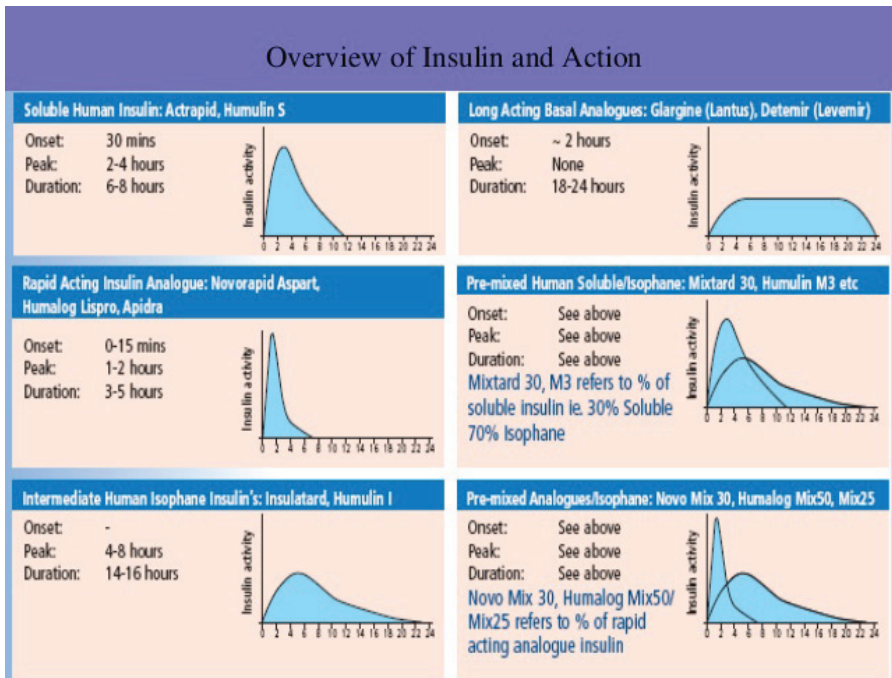 Overview of Insulin and Action
Soluble Human Insulin: Actrapid, Humulin S
Onset: 30 mins
Peak: 2-4 hours
Duration: 6-8 hours
Insulin activity
0 2 4 6 8 10 12 14 16 18 20 22 24
Rapid Acting Insulin Analogue: Novorapid Aspart,
Humalog Lispro, Apidra
Onset: 0-15 mins
Peak: 1-2 hours
Duration: 3-5 hours
Insulin activity
0 2 4 6 8 10 12 14 16 18 20 22 24
Intermediate Human Isophane Insulin's: Insulatard, Humulin I
Onset: -
Peak: 4-8 hours
Duration: 14-16 hours
Insulin activity
0 2 4 6 8 10 12 14 16 18 20 22 24
Long Acting Basal Analogues: Glargine (Lantus), Detemir (Levemir)
Onset: ~ 2 hours
Peak: None
Duration: 18-24 hours
Insulin activity
0 2 4 6 8 10 12 14 16 18 20 22 24
Pre-mixed Human Soluble/Isophane: Mixtard 30, Humulin M3 etc
Onset: See above
Peak: See above
Duration: See above
Mixtard 30, M3 refers to % of
soluble insulin ie. 30% Soluble
70% Isophane
Insulin activity
0 2 4 6 8 10 12 14 16 18 20 22 24
Pre-mixed Analogues/Isophane: Novo Mix 30, Humalog Mix50, Mix25
Onset: See above
Peak: See above
Duration: See above
Novo Mix 30, Humalog Mix50/
Mix25 refers to % of rapid
acting analogue insulin
Insulin activity
0 2 4 6 8 10 12 14 16 18 20 22 24